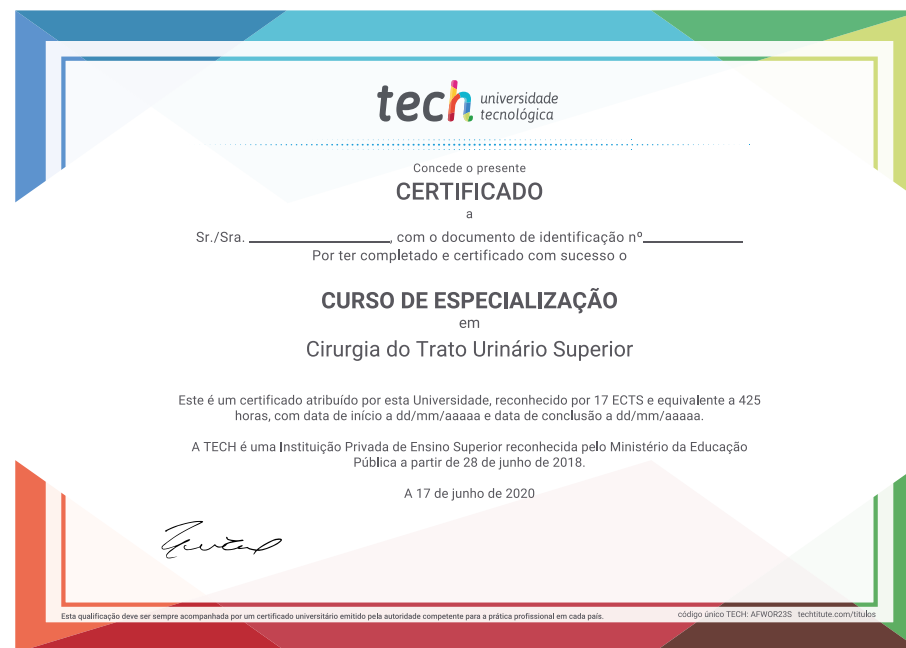 tech universidade
tecnológica
Concede o presente
CERTIFICADO
a
Sr./Sra. ____________, com o documento de identificação nº____________
Por ter completado e certificado com sucesso o
CURSO DE ESPECIALIZAÇÃO
em
Cirurgia do Trato Urinário Superior
Este é um certificado atribuído por esta Universidade, reconhecido por 17 ECTS e equivalente a 425
horas, com data de início a dd/mm/aaaaa e data de conclusão a dd/mm/aaaaa.
A TECH é uma Instituição Privada de Ensino Superior reconhecida pelo Ministério da Educação
Pública a partir de 28 de junho de 2018.
A 17 de junho de 2020
Esta qualificação deve ser sempre acompanhada por um certificado universitário emitido pela autoridade competente para a prática profissional em cada país.
código único TECH: AFWOR23S techtitute.com/titulos